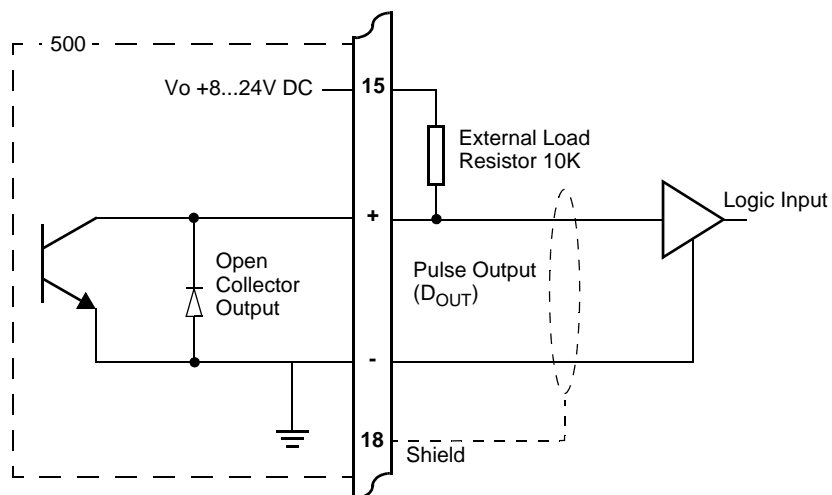 500
15
Vo +8...24V DC
External Load
Resistor 10K
+
Logic Input
Open
Collector
Output
Pulse Output
(DOUT)
-
18
Shield